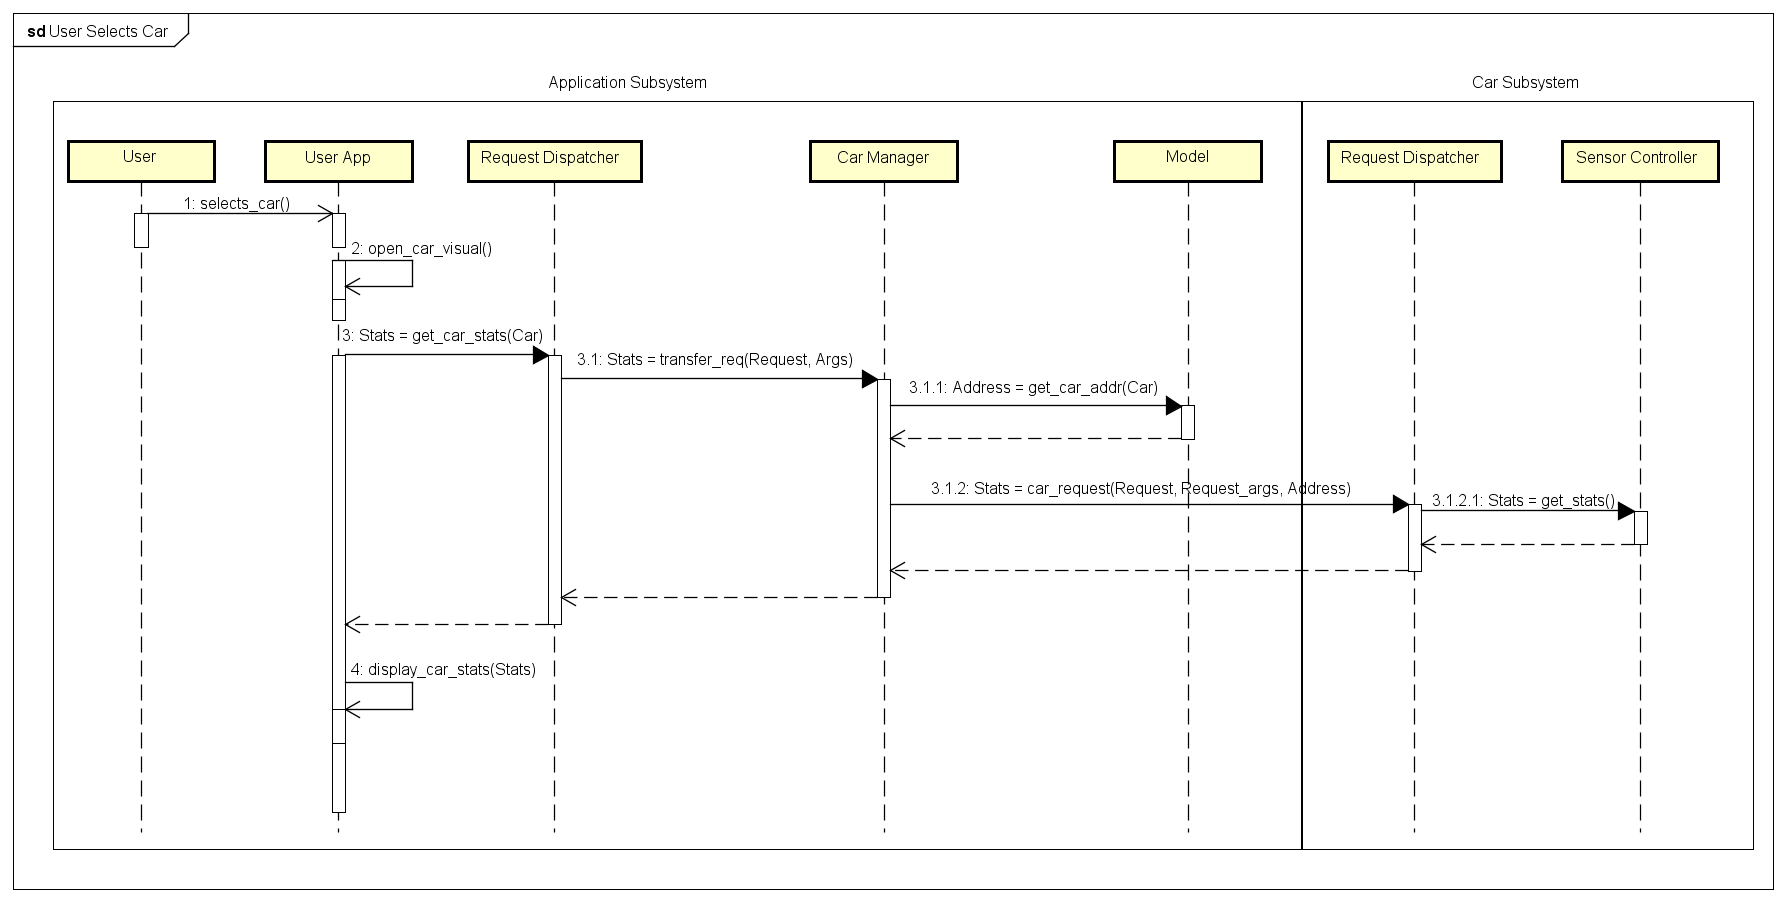 sd User Selects Car
Application Subsystem
Car Subsystem
User
User App
Request Dispatcher
Car Manager
Model
Request Dispatcher
Sensor Controller
1: selects_car()
2: open_car_visual()
3: Stats = get_car_stats(Car)
3.1: Stats = transfer_req(Request, Args)
3.1.1: Address = get_car_addr(Car)
3.1.2: Stats = car_request(Request, Request_args, Address)
3.1.2.1: Stats = get_stats()
4: display_car_stats(Stats)